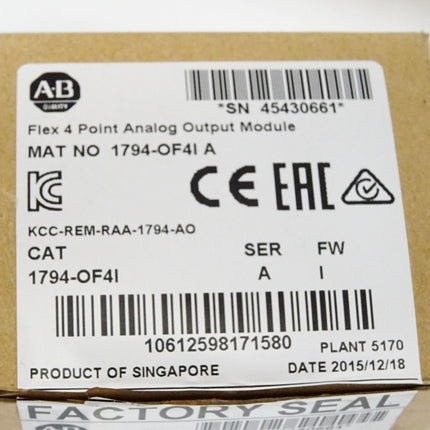 A-B
QUALITY
*SN 45430661*
Flex 4 Point Analog Output Module
MAT NO 1794-OF4I A
KC
CE EAC
KCC-REM-RAA-1794-AO
CAT SER FW
1794-OF4I A I
10612598171580
PLANT 5170
PRODUCT OF SINGAPORE DATE 2015/12/18
FACTORY SEAL